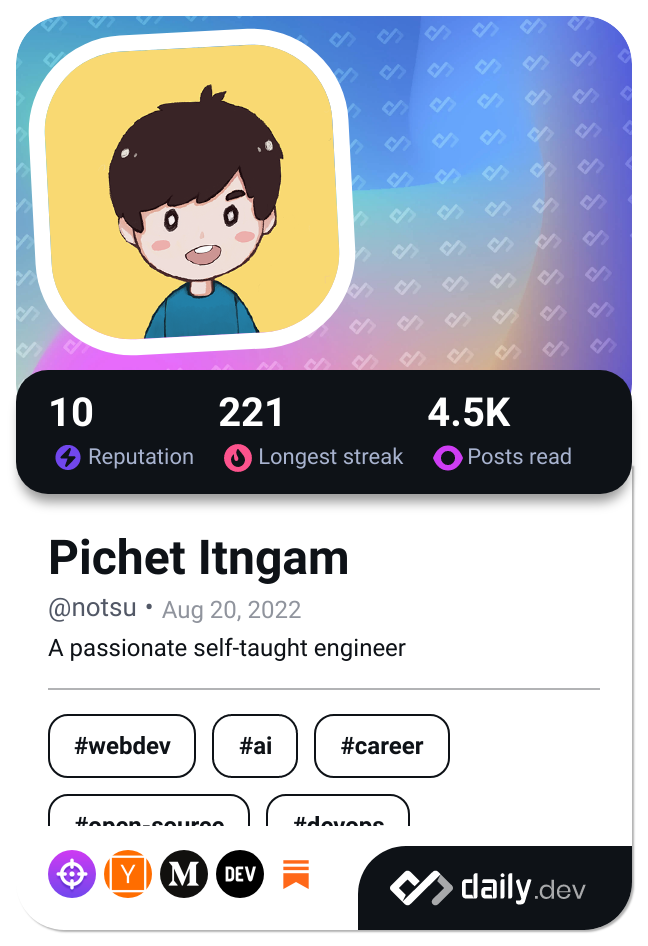 10 221 4.5K
Reputation Longest streak Posts read
Pichet Itngam
@notsu • Aug 20, 2022
A passionate self-taught engineer
#webdev #ai #career
#open-source #devops
Y M DEV daily.dev